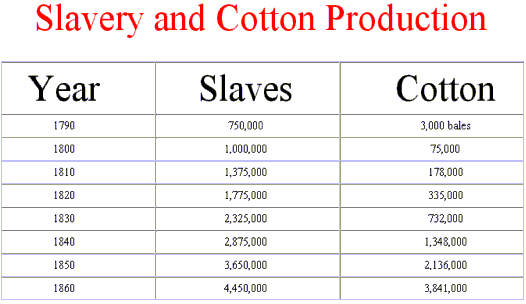 Slavery and Cotton Production
Year Slaves Cotton
1790 750,000 3,000 bales
1800 1,000,000 75,000
1810 1,375,000 178,000
1820 1,775,000 335,000
1830 2,325,000 732,000
1840 2,875,000 1,348,000
1850 3,650,000 2,136,000
1860 4,450,000 3,841,000